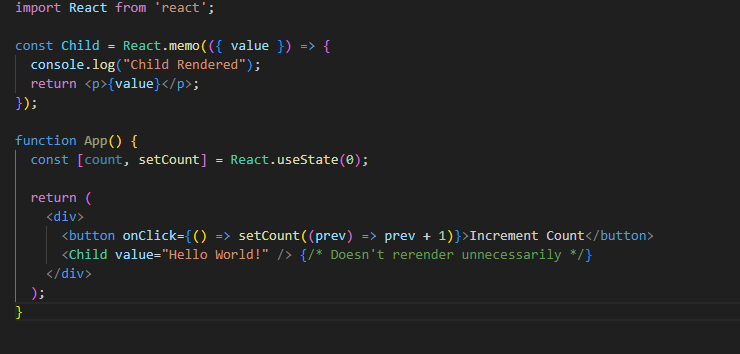 import React from 'react';
const Child = React.memo(({ value }) => {
  console.log("Child Rendered");
  return <p>{value}</p>;
});
function App() {
  const [count, setCount] = React.useState(0);
  return (
    <div>
      <button onClick={() => setCount((prev) => prev + 1)}>Increment Count</button>
      <Child value="Hello World!" /> {/* Doesn't rerender unnecessarily */}
    </div>
  );
}